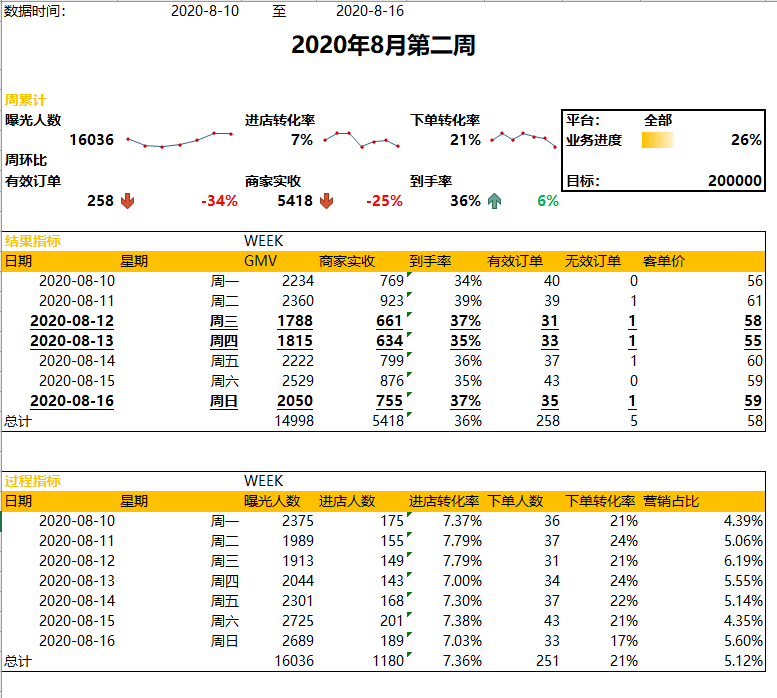 数据时间： 2020-8-10 至 2020-8-16
2020年8月第二周
周累计
曝光人数 进店转化率 下单转化率 平台： 全部
16036 7% 21% 业务进度 26%
周环比
有效订单 商家实收 到手率 目标： 200000
258 -34% 5418 -25% 36% 6%
结果指标 WEEK
日期 星期 GMV 商家实收 到手率 有效订单 无效订单 客单价
2020-08-10 周一 2234 769 34% 40 0 56
2020-08-11 周二 2360 923 39% 39 1 61
2020-08-12 周三 1788 661 37% 31 1 58
2020-08-13 周四 1815 634 35% 33 1 55
2020-08-14 周五 2222 799 36% 37 1 60
2020-08-15 周六 2529 876 35% 43 0 59
2020-08-16 周日 2050 755 37% 35 1 59
总计 14998 5418 36% 258 5 58
过程指标 WEEK
日期 星期 曝光人数 进店人数 进店转化率 下单人数 下单转化率 营销占比
2020-08-10 周一 2375 175 7.37% 36 21% 4.39%
2020-08-11 周二 1989 155 7.79% 37 24% 5.06%
2020-08-12 周三 1913 149 7.79% 31 21% 6.19%
2020-08-13 周四 2044 143 7.00% 34 24% 5.55%
2020-08-14 周五 2301 168 7.30% 37 22% 5.14%
2020-08-15 周六 2725 201 7.38% 43 21% 4.35%
2020-08-16 周日 2689 189 7.03% 33 17% 5.60%
总计 16036 1180 7.36% 251 21% 5.12%